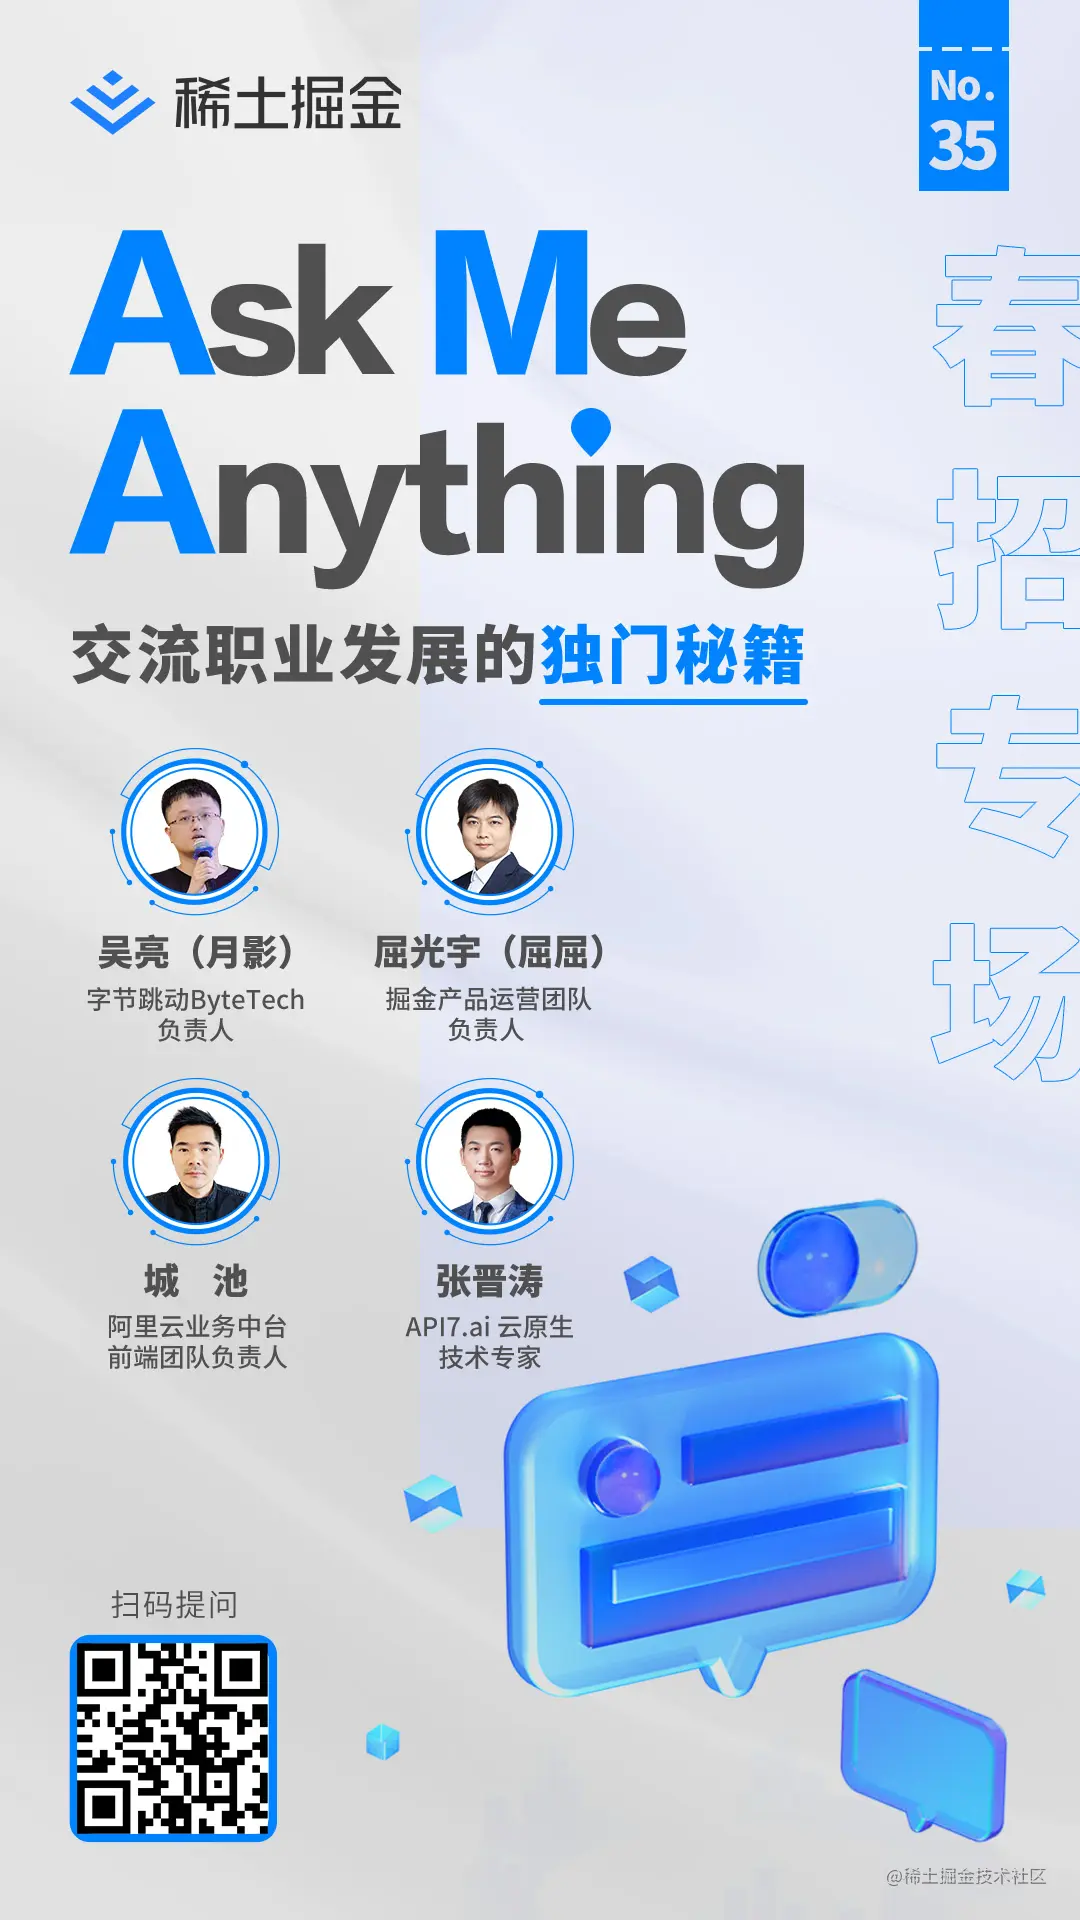 稀土掘金
No.
35
Ask Me
Anything
交流职业发展的独门秘籍
春招专场
吴亮（月影）
字节跳动ByteTech
负责人
屈光宇（屈屈）
掘金产品运营团队
负责人
城 池
阿里云业务中台
前端团队负责人
张晋涛
API7.ai 云原生
技术专家
扫码提问
@稀土掘金技术社区